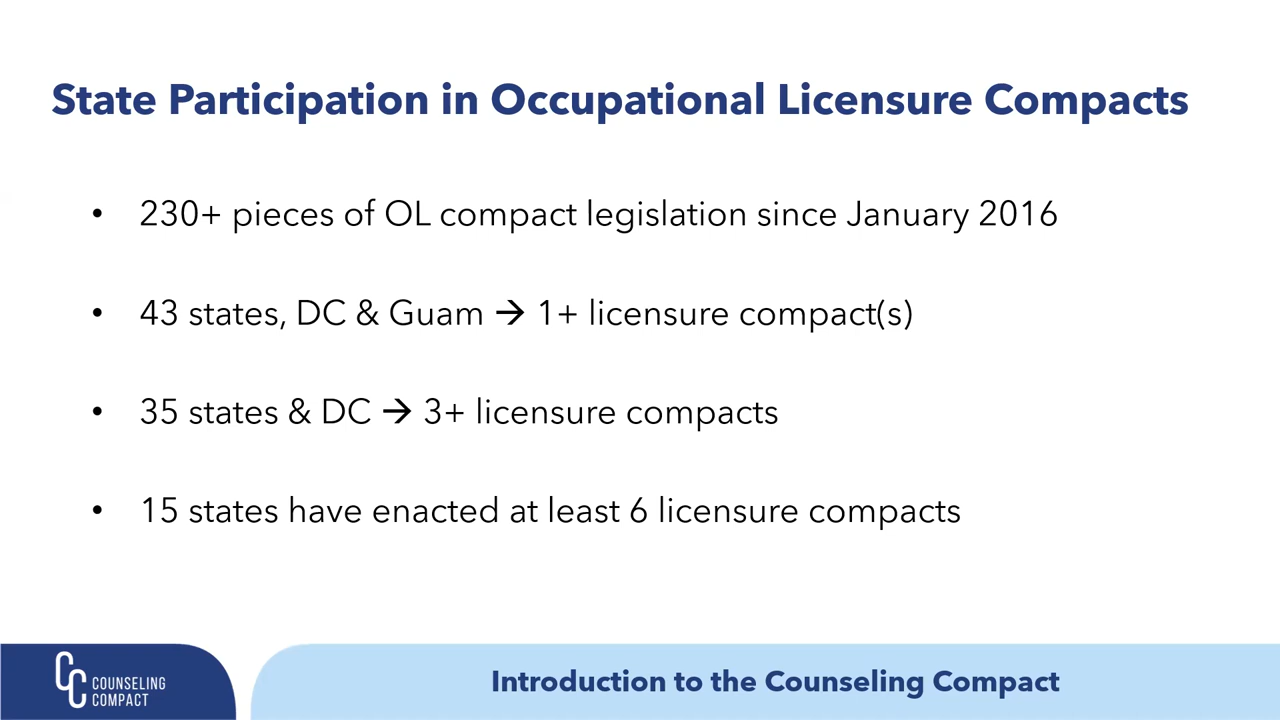 State Participation in Occupational Licensure Compacts
• 230+ pieces of OL compact legislation since January 2016
• 43 states, DC & Guam → 1+ licensure compact(s)
• 35 states & DC → 3+ licensure compacts
• 15 states have enacted at least 6 licensure compacts
CC COUNSELING
COMPACT
Introduction to the Counseling Compact